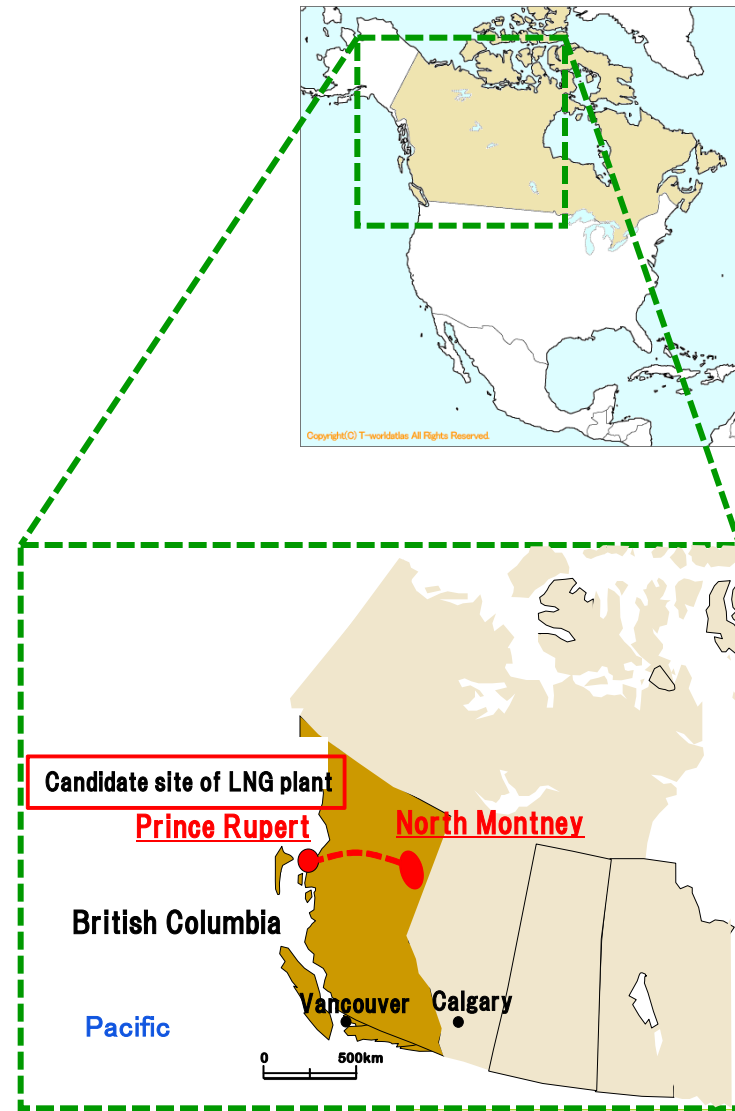 Copyright(C) T-worldatlas All Rights Reserved.
Candidate site of LNG plant
Prince Rupert
North Montney
British Columbia
Vancouver
Calgary
Pacific
0
500km